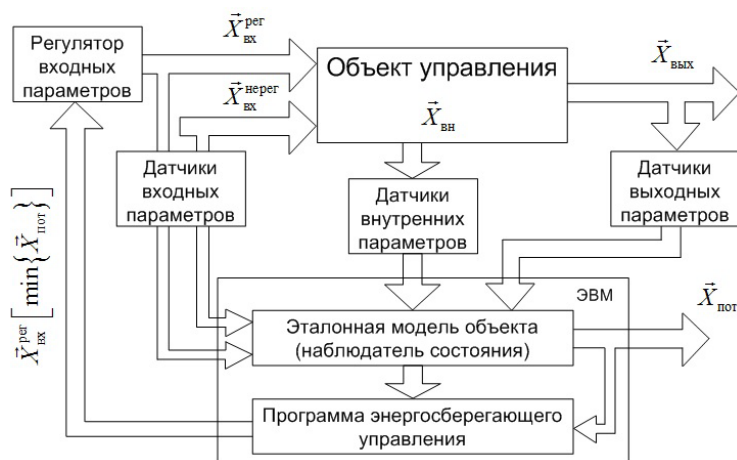 Регулятор
входных
параметров
X⃗ рег вх
Объект управления
X⃗ вн
X⃗ вых
X⃗ нерег вх
Датчики
входных
параметров
Датчики
внутренних
параметров
Датчики
выходных
параметров
X⃗ рег вх [min{X⃗ пот}]
ЭВМ
Эталонная модель объекта
(наблюдатель состояния)
X⃗ пот
Программа энергосберегающего
управления